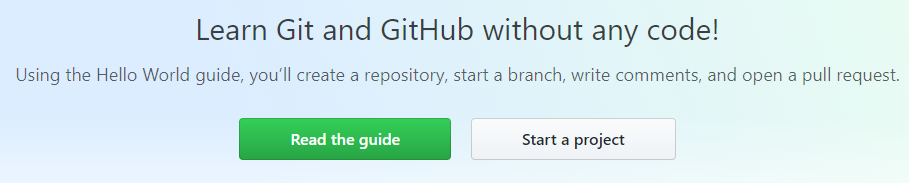 Learn Git and GitHub without any code!
Using the Hello World guide, you’ll create a repository, start a branch, write comments, and open a pull request.
Read the guide
Start a project